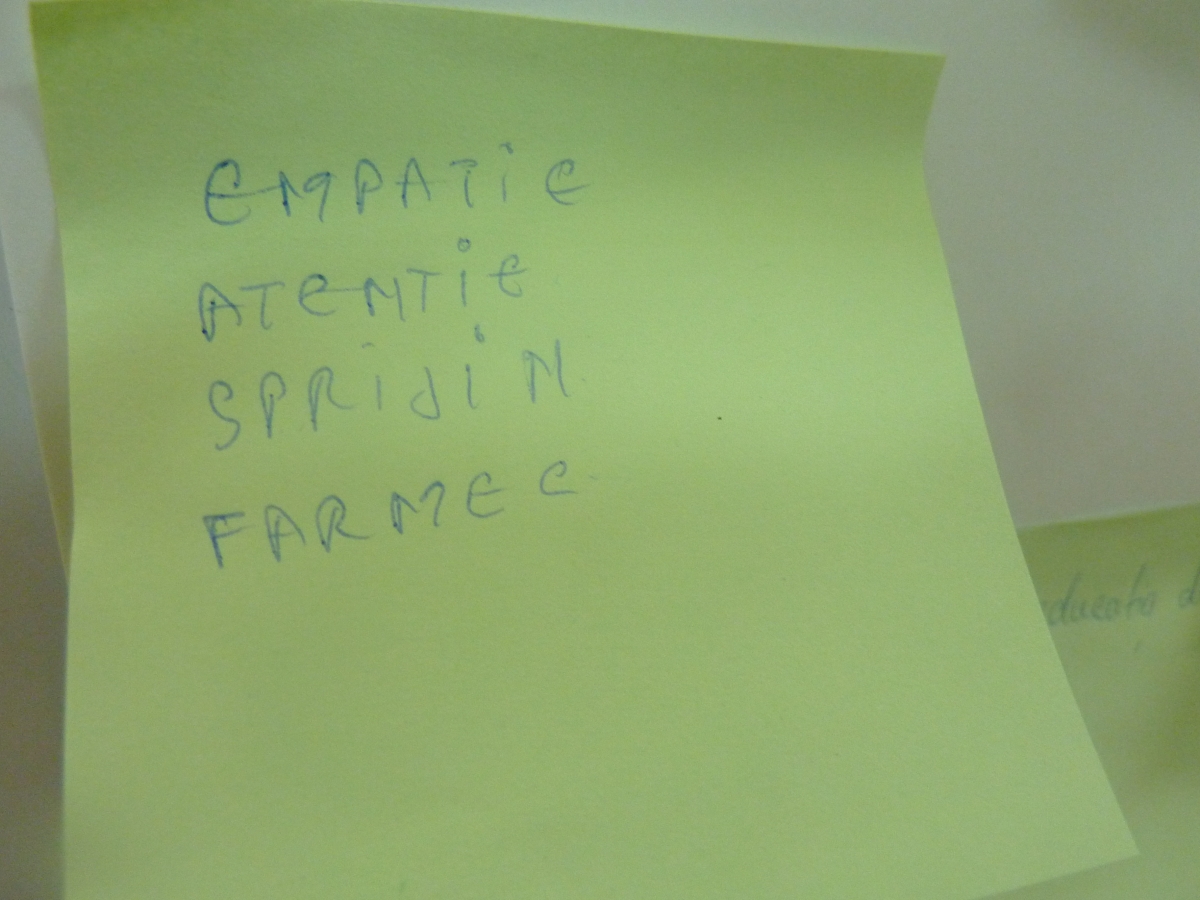 EMPATiE
ATENTiE
SPRiJiN
FARMEC